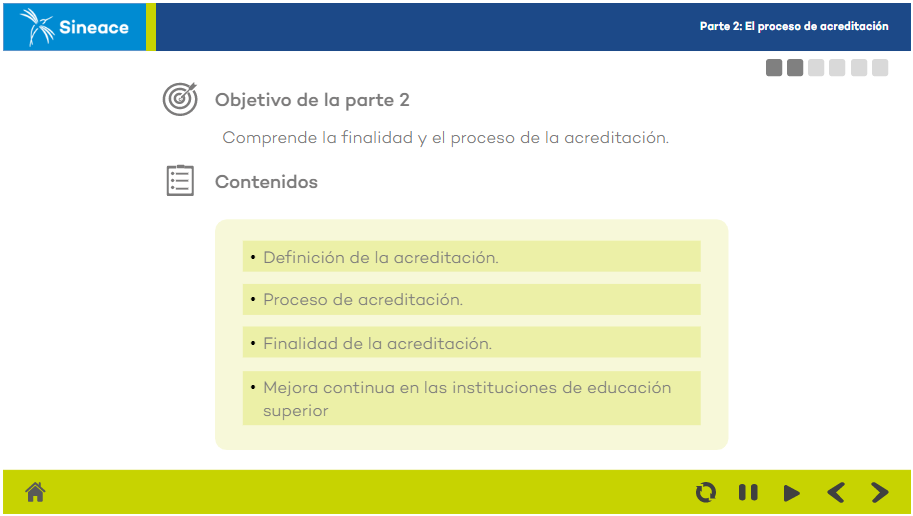 Sineace
Parte 2: El proceso de acreditación
Objetivo de la parte 2
Comprende la finalidad y el proceso de la acreditación.
Contenidos
• Definición de la acreditación.
• Proceso de acreditación.
• Finalidad de la acreditación.
• Mejora continua en las instituciones de educación
superior